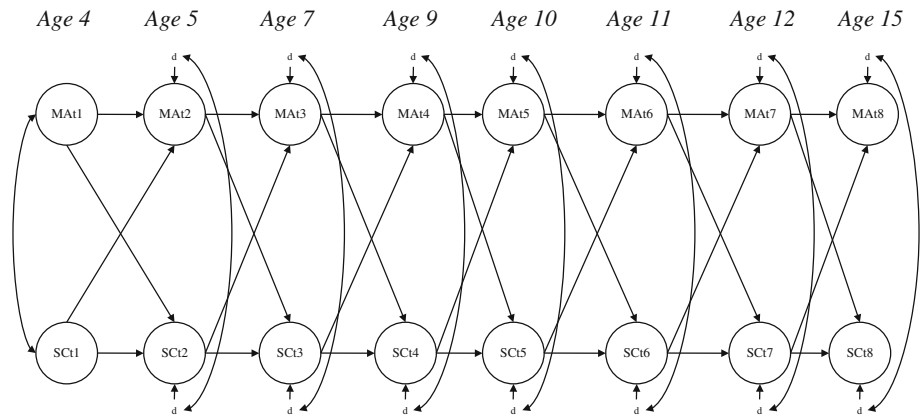 Age 4 Age 5 Age 7 Age 9 Age 10 Age 11 Age 12 Age 15
d d d d d d d
MAt1 MAt2 MAt3 MAt4 MAt5 MAt6 MAt7 MAt8
SCt1 SCt2 SCt3 SCt4 SCt5 SCt6 SCt7 SCt8
d d d d d d d